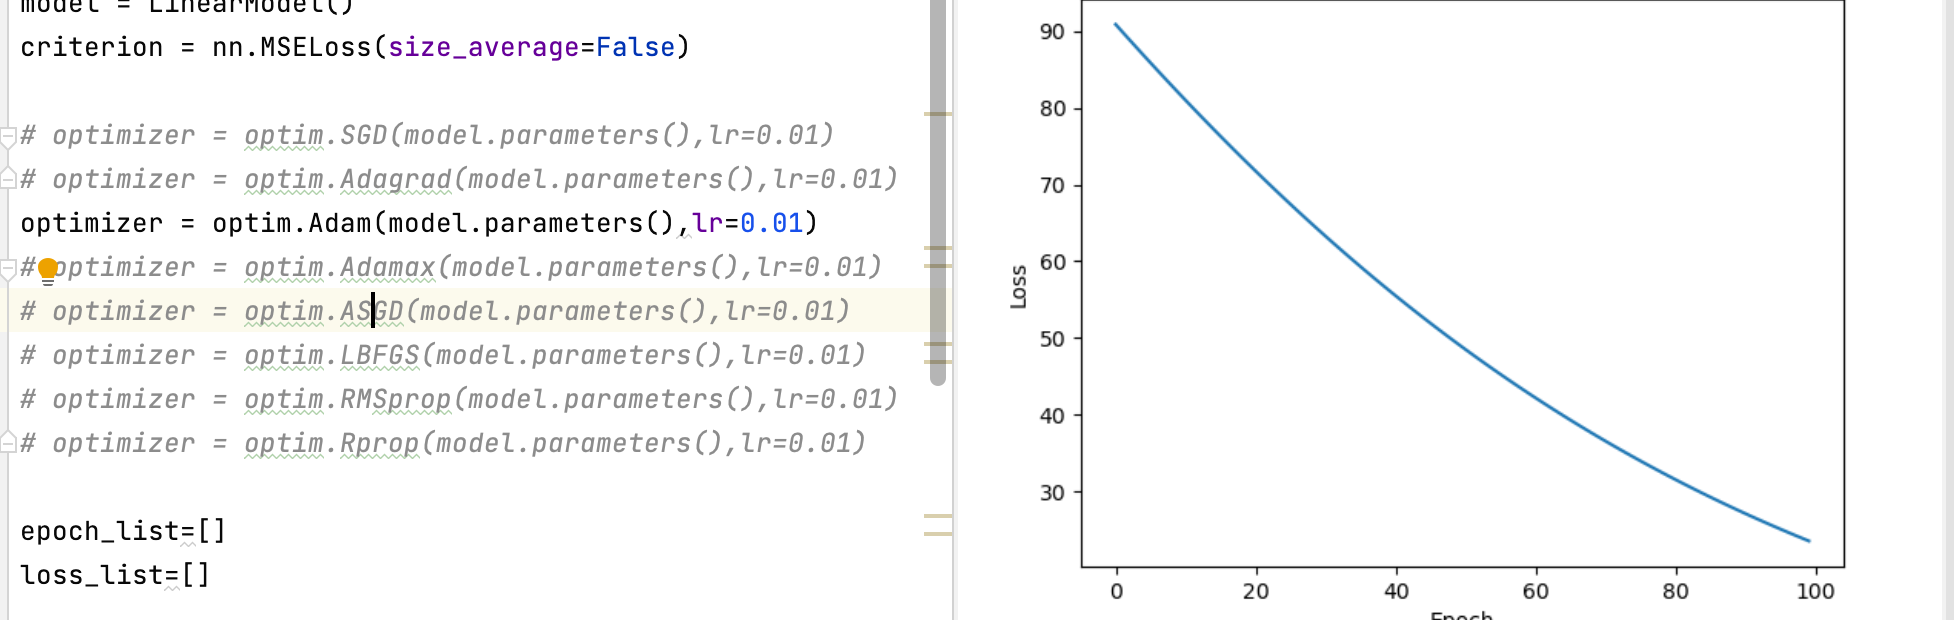 model = LinearModel()
criterion = nn.MSELoss(size_average=False)
# optimizer = optim.SGD(model.parameters(),lr=0.01)
# optimizer = optim.Adagrad(model.parameters(),lr=0.01)
optimizer = optim.Adam(model.parameters(),lr=0.01)
# optimizer = optim.Adamax(model.parameters(),lr=0.01)
# optimizer = optim.ASGD(model.parameters(),lr=0.01)
# optimizer = optim.LBFGS(model.parameters(),lr=0.01)
# optimizer = optim.RMSprop(model.parameters(),lr=0.01)
# optimizer = optim.Rprop(model.parameters(),lr=0.01)
epoch_list=[]
loss_list=[]
90
80
70
60
50
40
30
Loss
0 20 40 60 80 100
Epoch